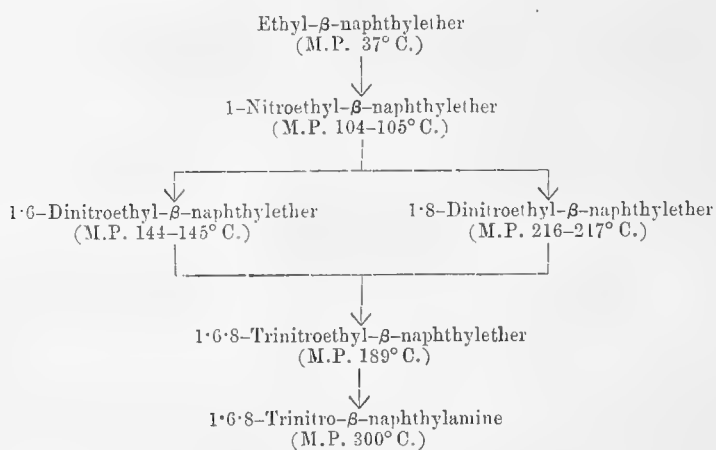 Ethyl-β-naphthylether
(M.P. 37° C.)
1-Nitroethyl-β-naphthylether
(M.P. 104-105° C.)
1·6-Dinitroethyl-β-naphthylether
(M.P. 144-145° C.)
1·8-Dinitroethyl-β-naphthylether
(M.P. 216-217° C.)
1·6·8-Trinitroethyl-β-naphthylether
(M.P. 189° C.)
1·6·8-Trinitro-β-naphthylamine
(M.P. 300° C.)